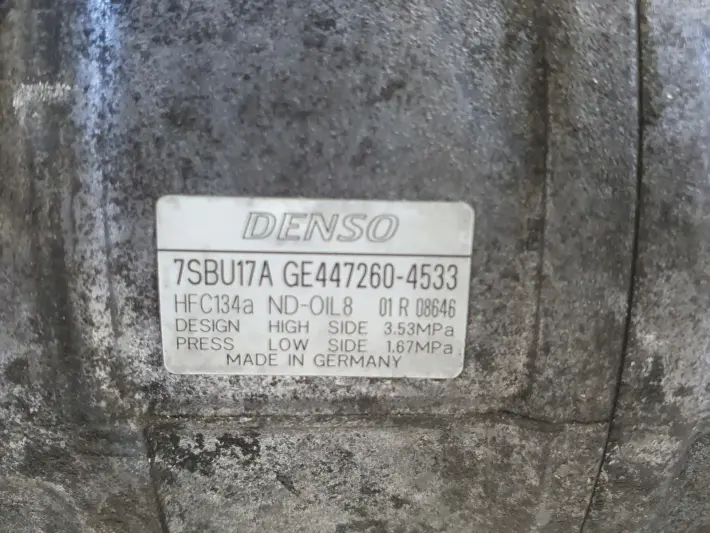 DENSO
7SBU17A GE447260-4533
HFC134a ND-OIL8 01 R 08646
DESIGN HIGH SIDE 3.53MPa
PRESS LOW SIDE 1.67MPa
MADE IN GERMANY